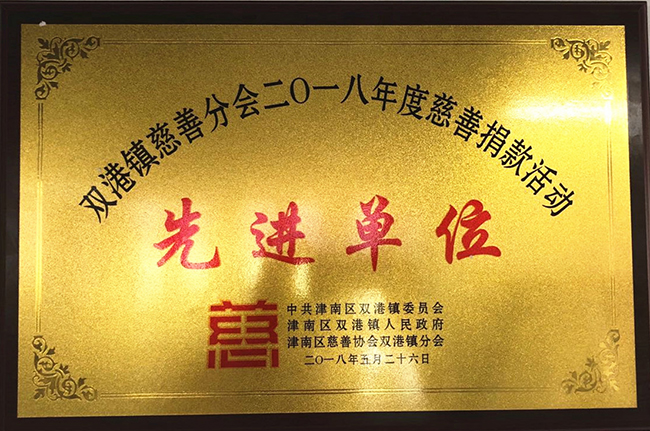 双港镇慈善分会二〇一八年度慈善捐款活动
先进单位
善
中共津南区双港镇委员会
津南区双港镇人民政府
津南区慈善协会双港镇分会
二〇一八年五月二十六日